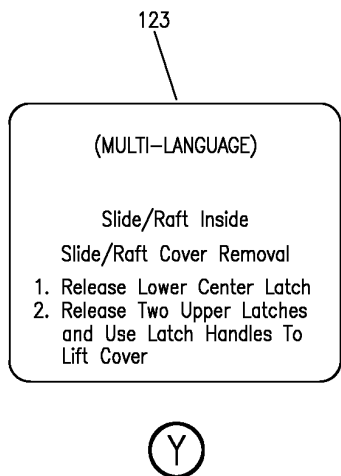 123
(MULTI-LANGUAGE)
Slide/Raft Inside
Slide/Raft Cover Removal
1. Release Lower Center Latch
2. Release Two Upper Latches
and Use Latch Handles To
Lift Cover
Y